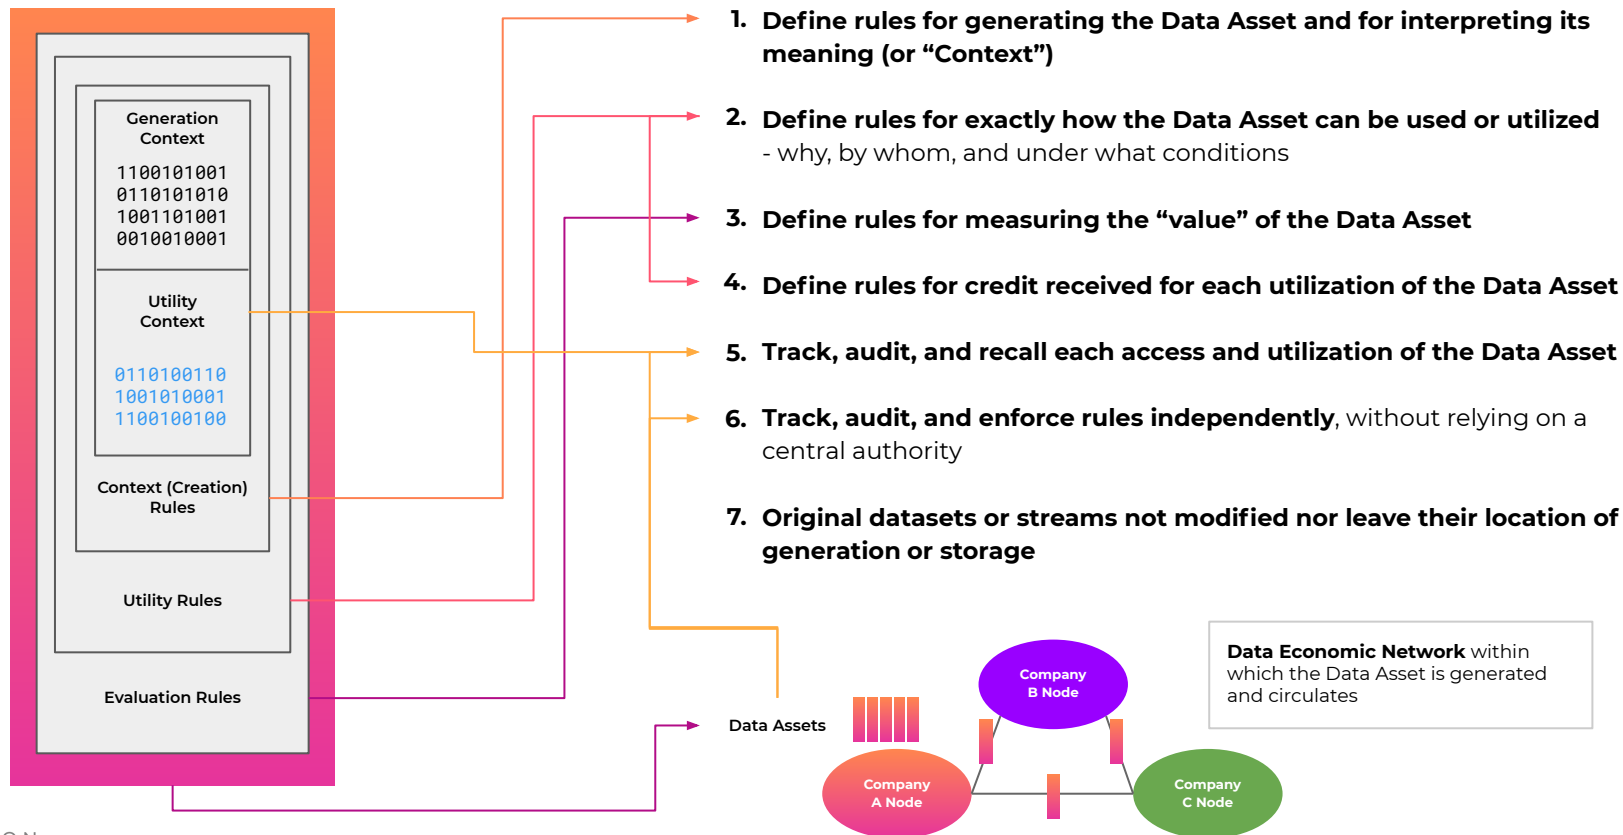 Generation
Context
1100101001
0110101010
1001101001
0010010001
Utility
Context
0110100110
1001010001
1100100100
Context (Creation)
Rules
Utility Rules
Evaluation Rules
1. Define rules for generating the Data Asset and for interpreting its
meaning (or “Context”)
2. Define rules for exactly how the Data Asset can be used or utilized
- why, by whom, and under what conditions
3. Define rules for measuring the “value” of the Data Asset
4. Define rules for credit received for each utilization of the Data Asset
5. Track, audit, and recall each access and utilization of the Data Asset
6. Track, audit, and enforce rules independently, without relying on a
central authority
7. Original datasets or streams not modified nor leave their location of
generation or storage
Data Assets
Company
B Node
Company
A Node
Company
C Node
Data Economic Network within
which the Data Asset is generated
and circulates